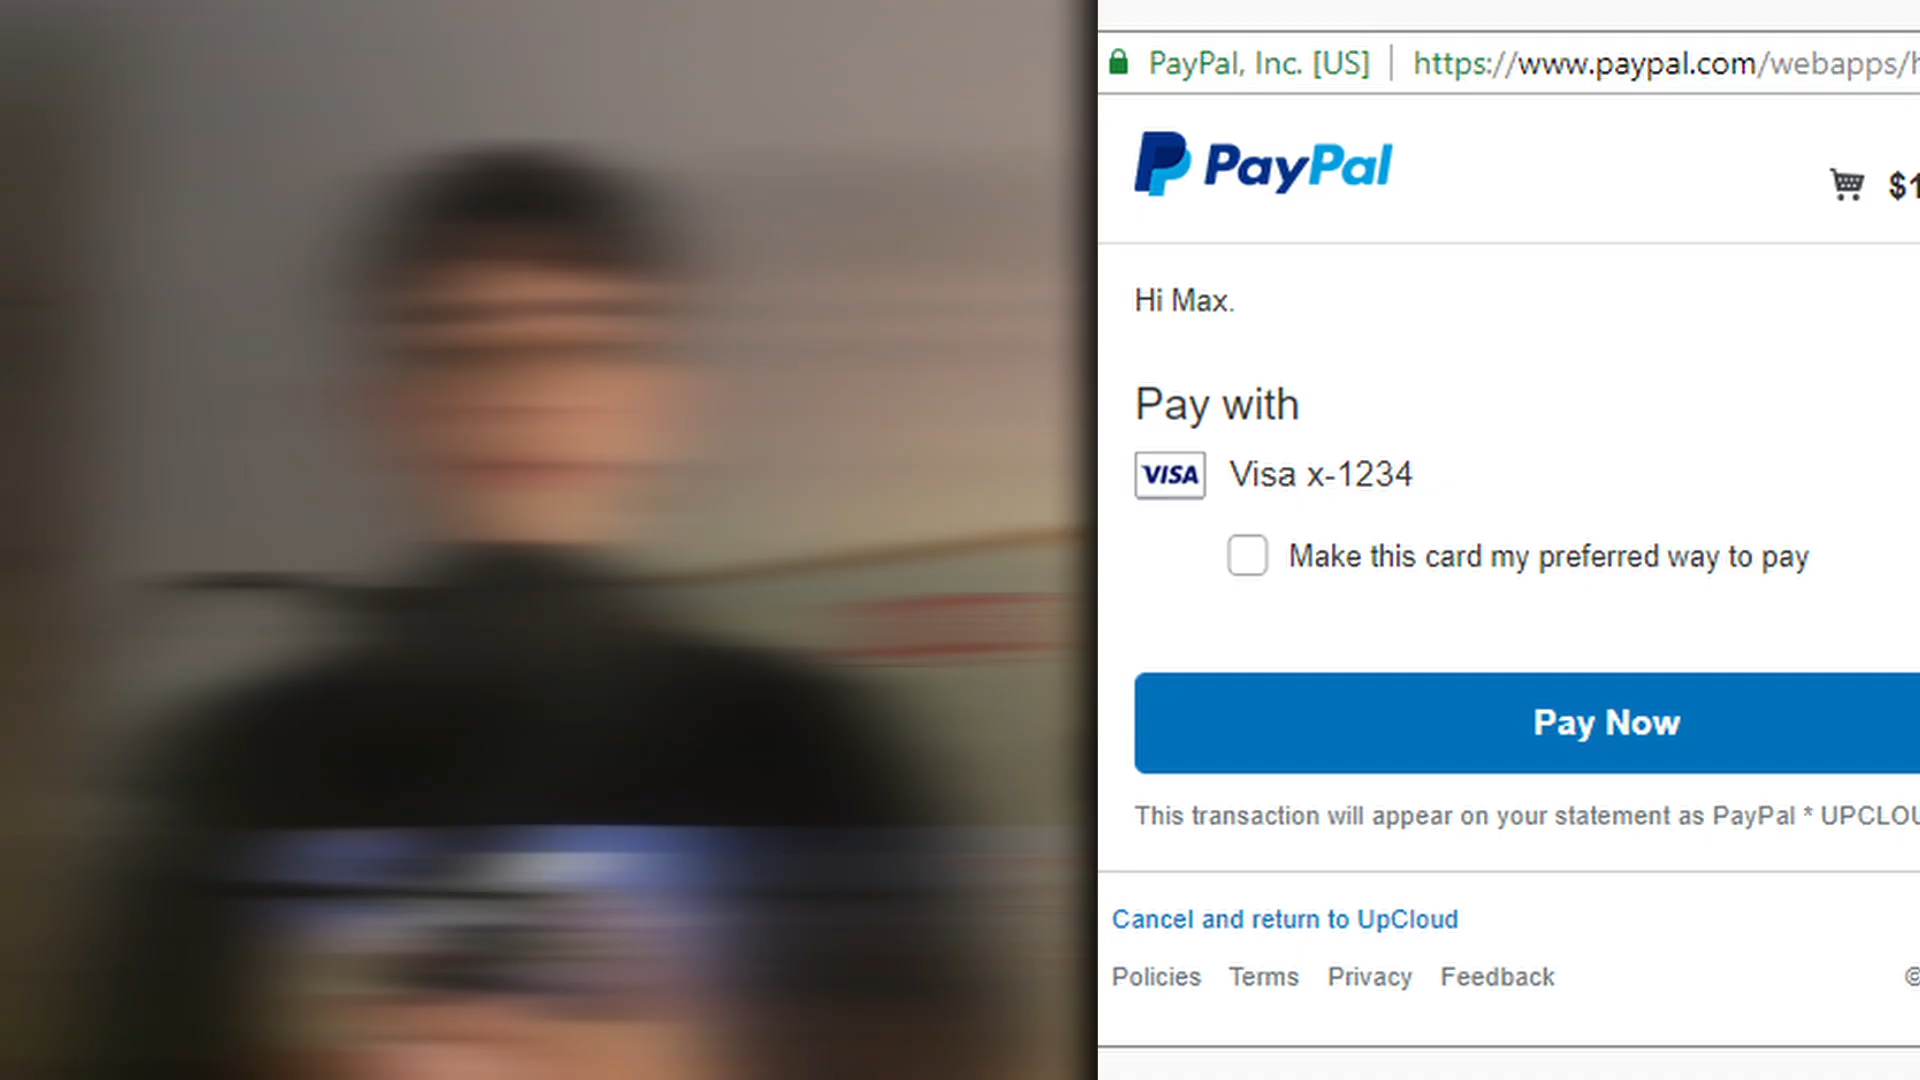 PayPal, Inc. [US] | https://www.paypal.com/webapps/h
PayPal
$1
Hi Max.
Pay with
VISA Visa x-1234
Make this card my preferred way to pay
Pay Now
This transaction will appear on your statement as PayPal * UPCLOU
Cancel and return to UpCloud
Policies Terms Privacy Feedback
©